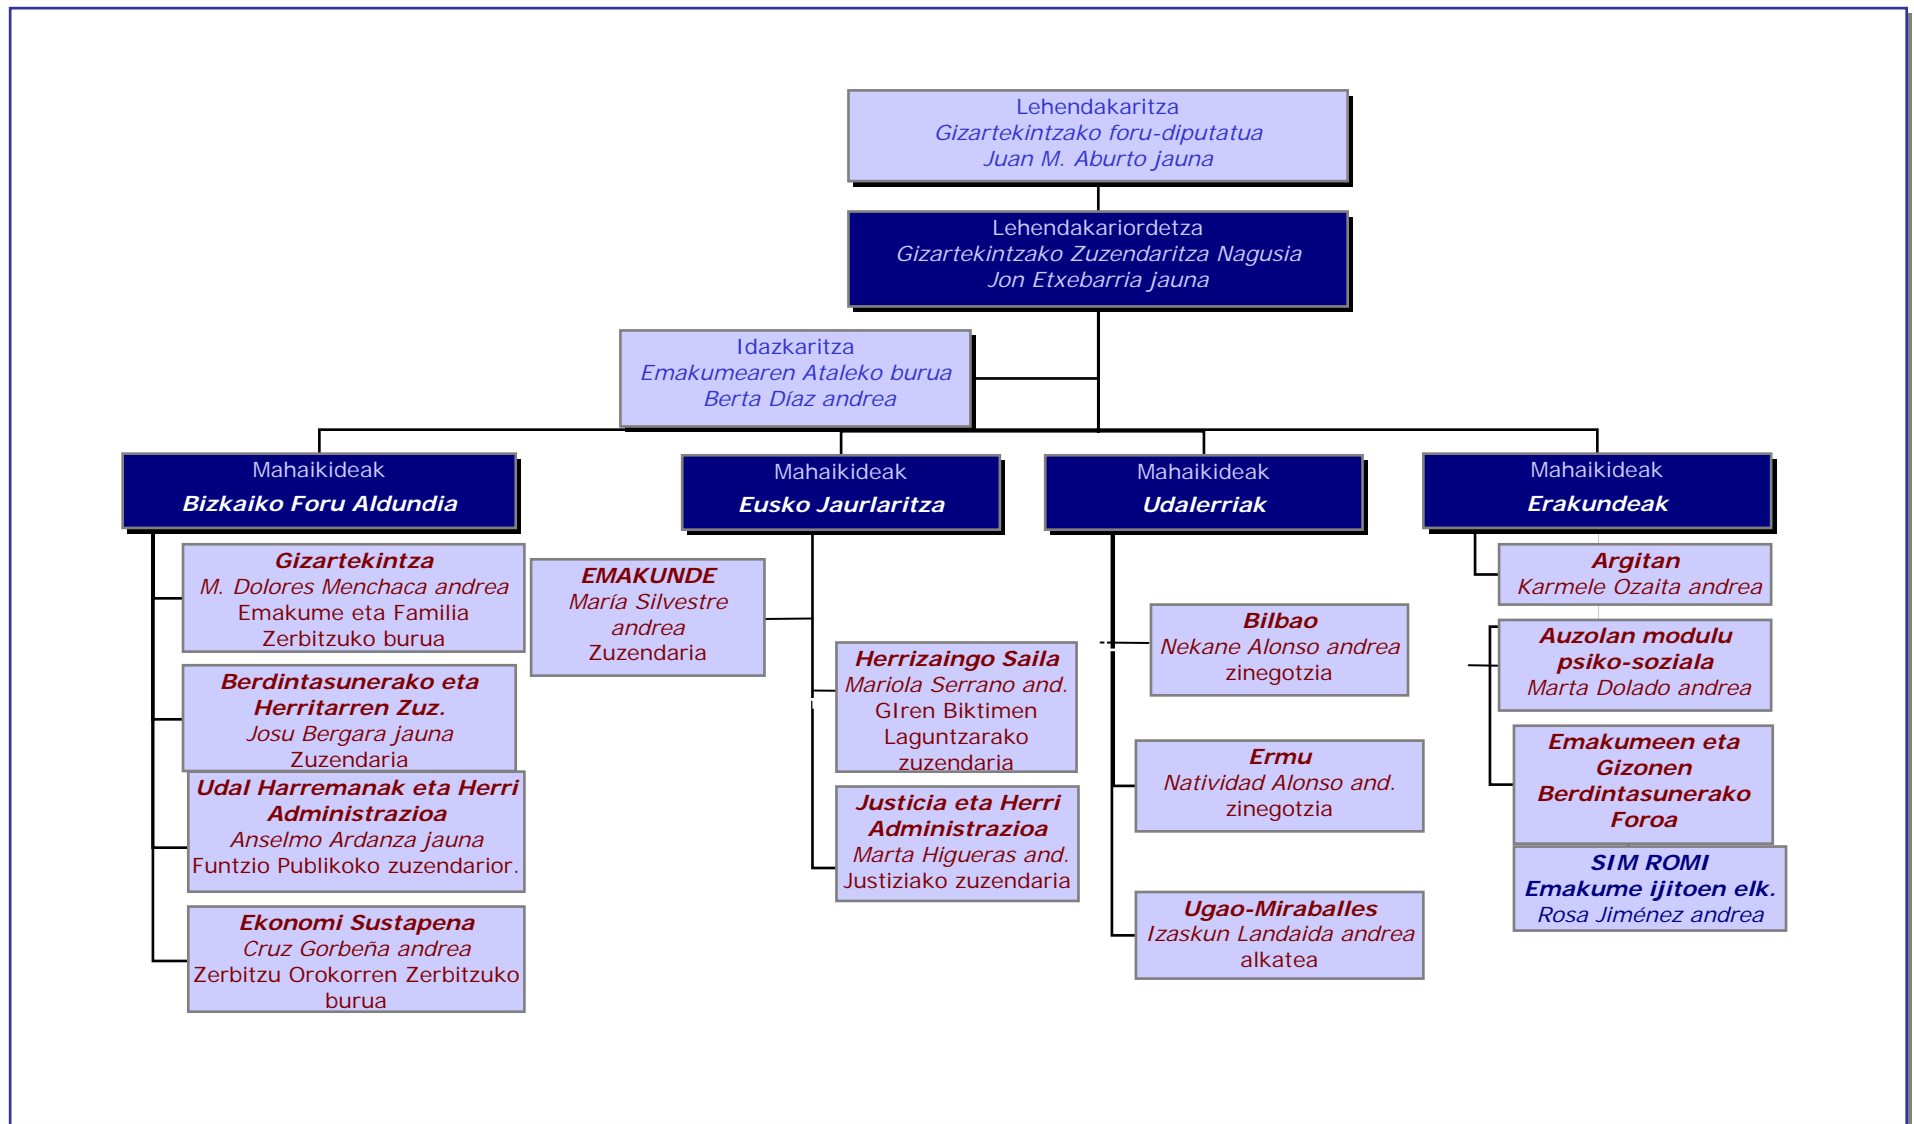 Lehendakaritza
Gizartekintzako foru-diputatua
Juan M. Aburto jauna
Lehendakariordetza
Gizartekintzako Zuzendaritza Nagusia
Jon Etxebarria jauna
Idazkaritza
Emakumearen Ataleko burua
Berta Díaz andrea
Mahaikideak
Bizkaiko Foru Aldundia
Gizartekintza
M. Dolores Menchaca andrea
Emakume eta Familia
Zerbitzuko burua
Berdintasunerako eta
Herritarren Zuz.
Josu Bergara jauna
Zuzendaria
Udal Harremanak eta Herri
Administrazioa
Anselmo Ardanza jauna
Funtzio Publikoko zuzendarior.
Ekonomi Sustapena
Cruz Gorbeña andrea
Zerbitzu Orokorren Zerbitzuko
burua
Mahaikideak
Eusko Jaurlaritza
EMAKUNDE
María Silvestre
andrea
Zuzendaria
Herrizaingo Saila
Mariola Serrano and.
GIren Biktimen
Laguntzarako
zuzendaria
Justicia eta Herri
Administrazioa
Marta Higueras and.
Justiziako zuzendaria
Mahaikideak
Udalerriak
Bilbao
Nekane Alonso andrea
zinegotzia
Ermu
Natividad Alonso and.
zinegotzia
Ugao-Miraballes
Izaskun Landaida andrea
alkatea
Mahaikideak
Erakundeak
Argitan
Karmele Ozaita andrea
Auzolan modulu
psiko-soziala
Marta Dolado andrea
Emakumeen eta
Gizonen
Berdintasunerako
Foroa
SIM ROMI
Emakume ijitoen elk.
Rosa Jiménez andrea